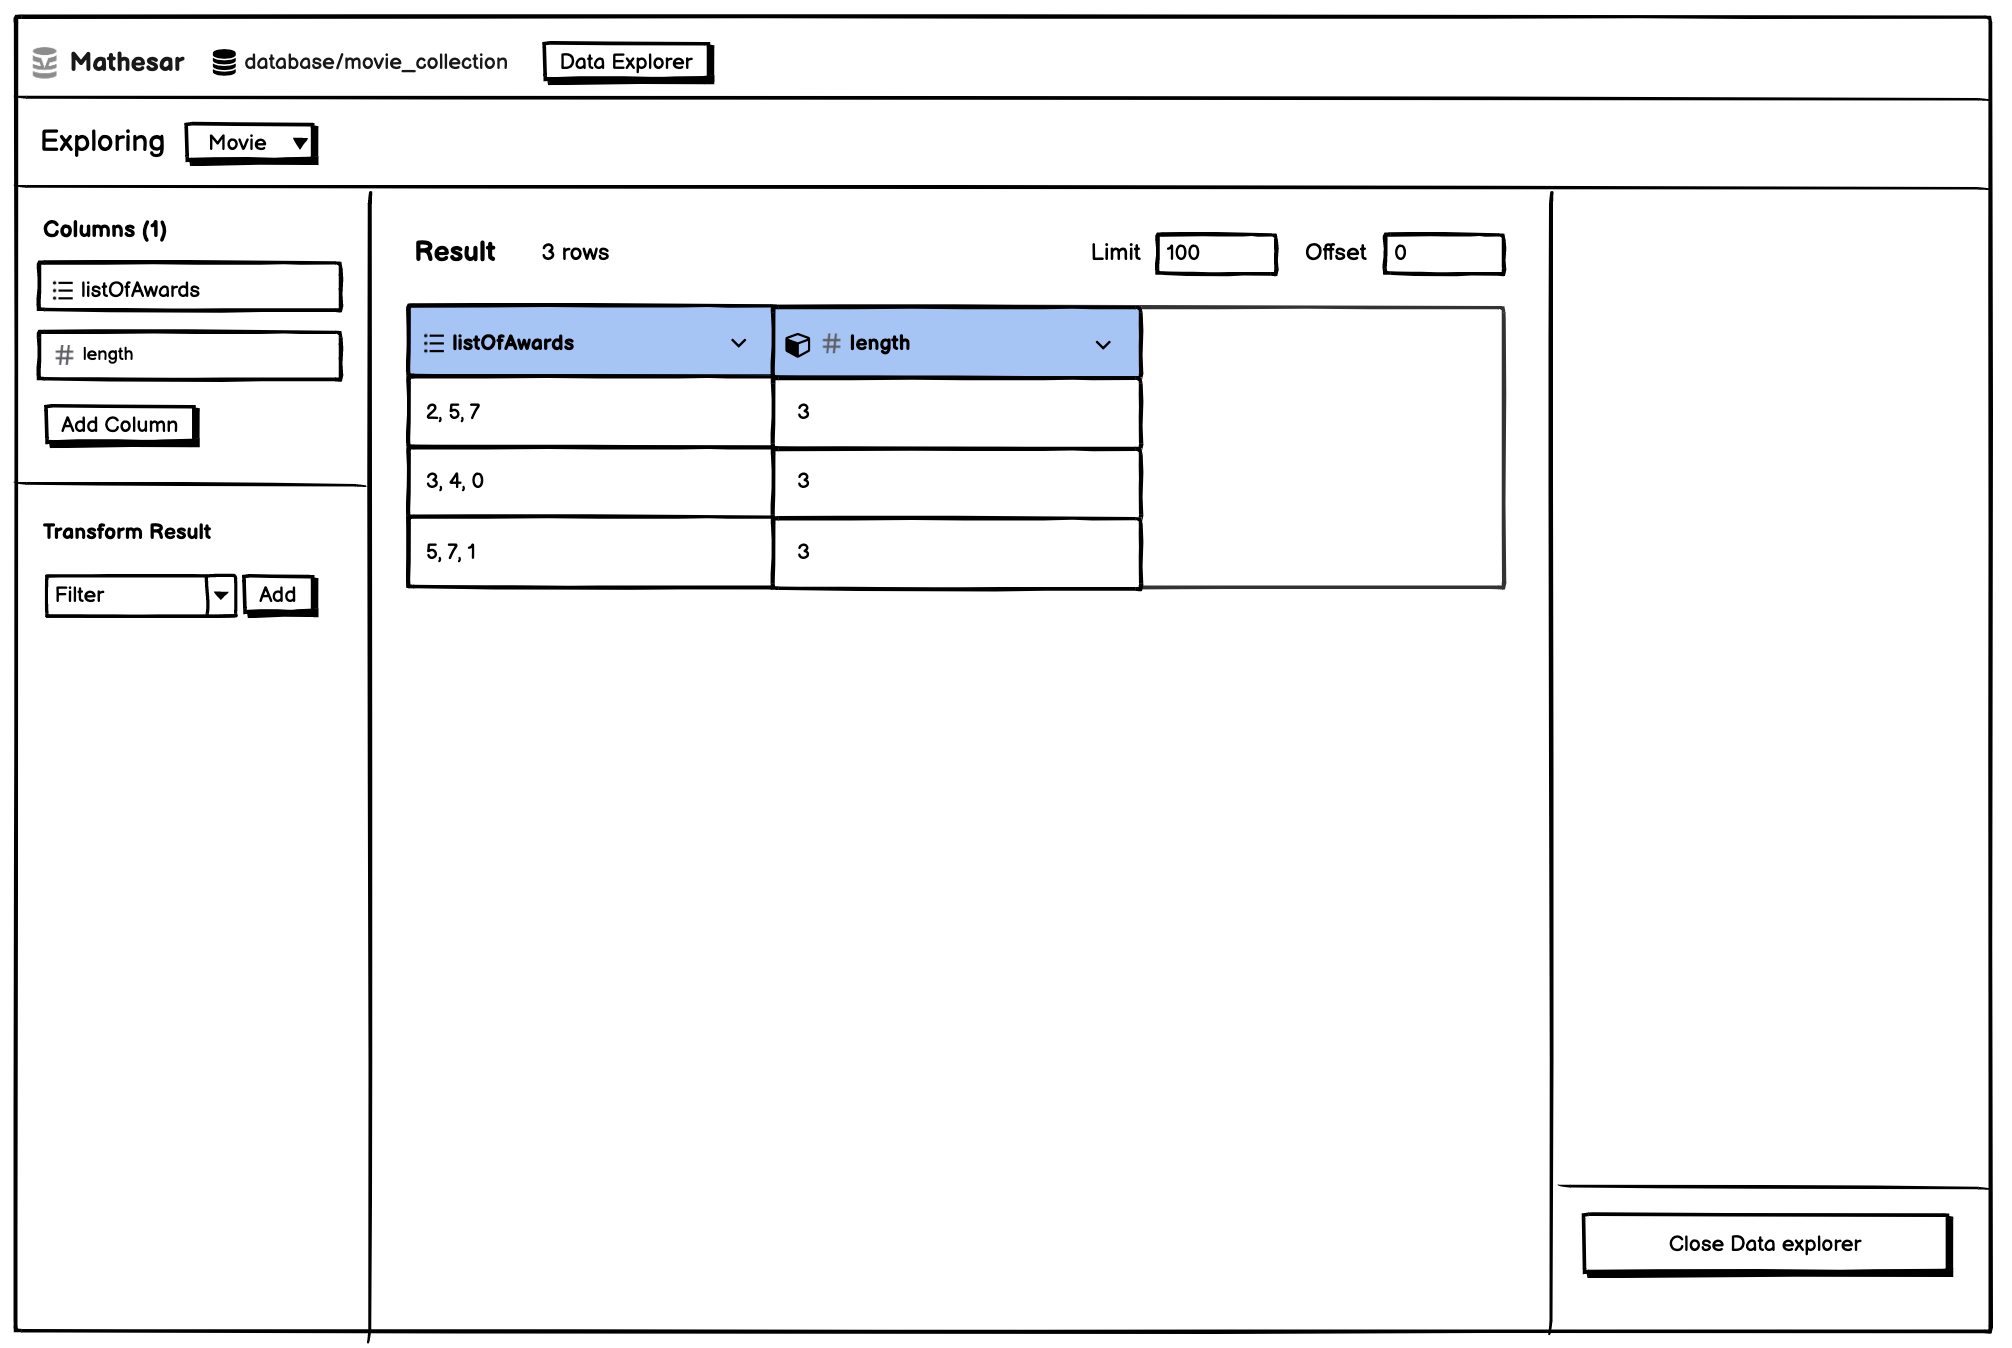 Mathesar database/movie_collection Data Explorer
Exploring Movie
Columns (1)
listOfAwards
# length
Add Column
Transform Result
Filter Add
Result 3 rows Limit 100 Offset 0
listOfAwards # length
2, 5, 7 3
3, 4, 0 3
5, 7, 1 3
Close Data explorer